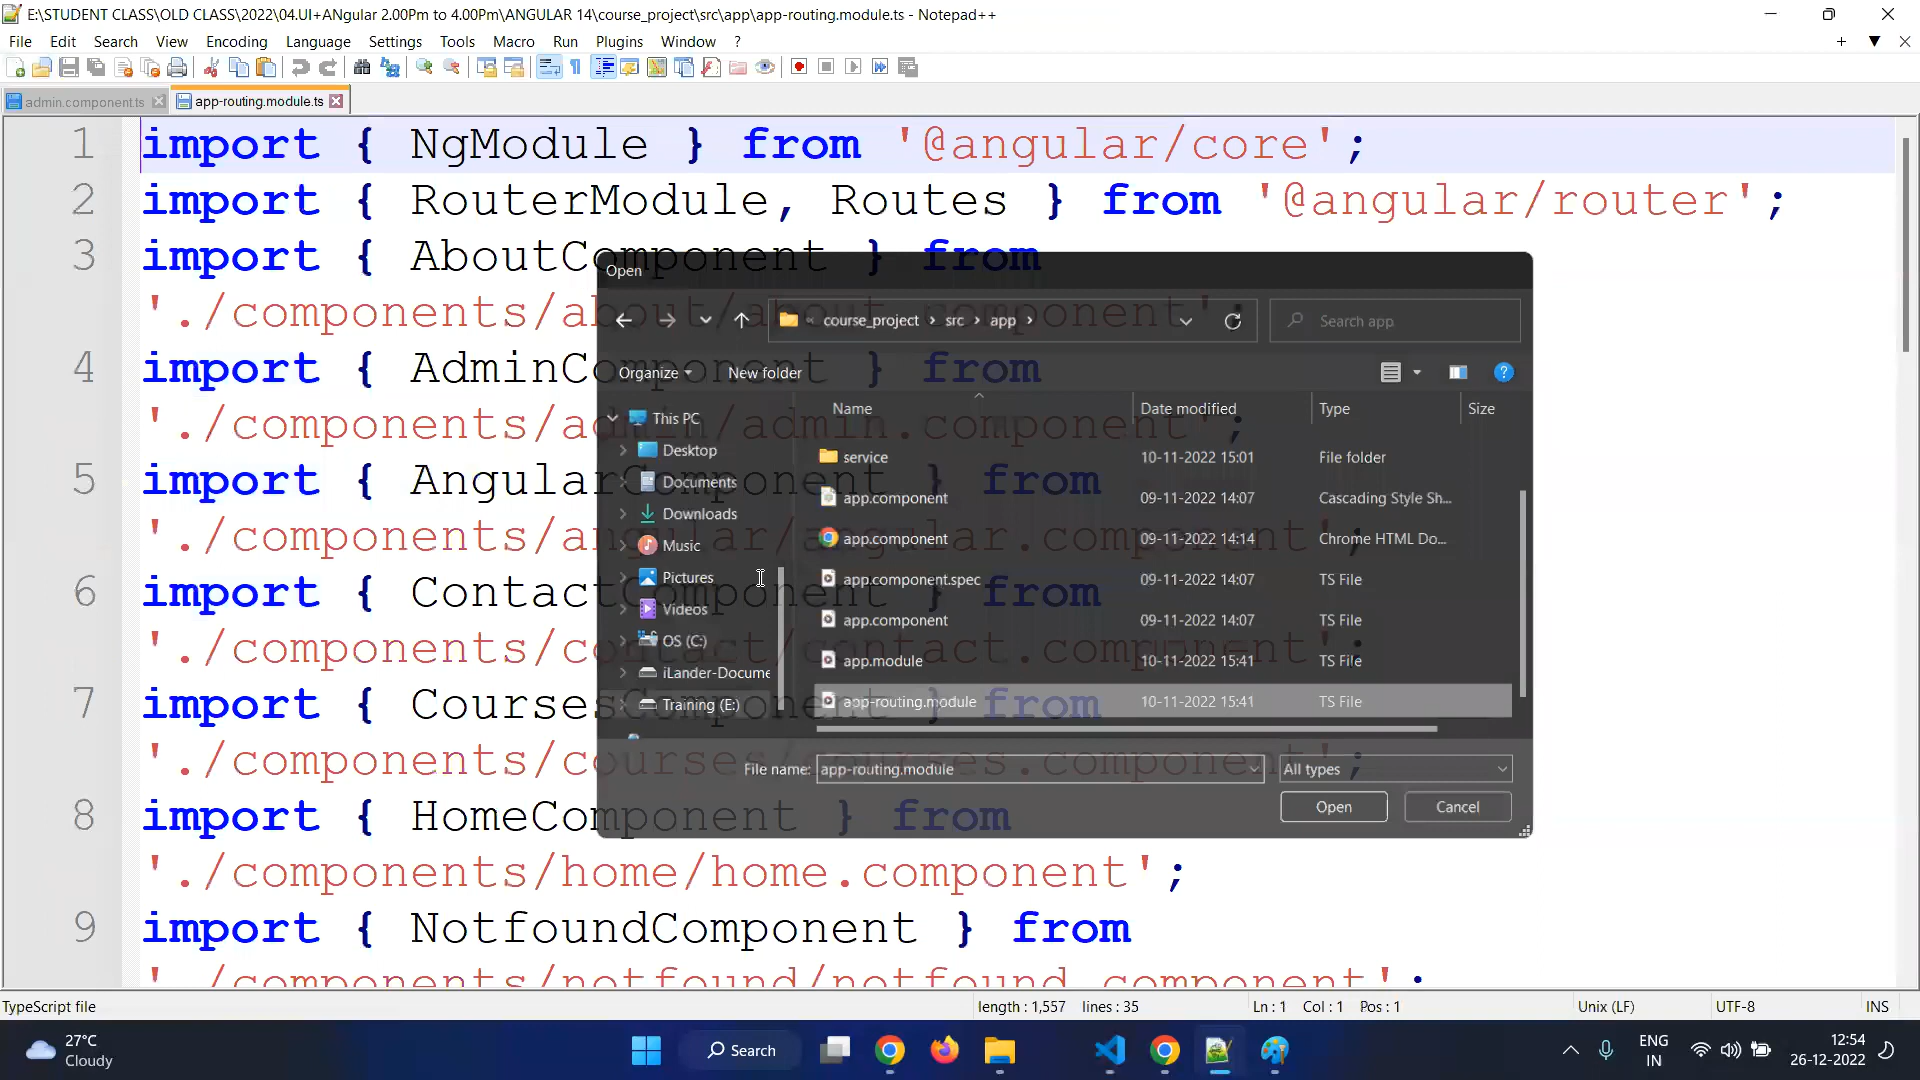 E:\STUDENT CLASS\OLD CLASS\2022\04.UI+ANgular 2.00Pm to 4.00Pm\ANGULAR 14\course_project\src\app\app-routing.module.ts - Notepad++
File Edit Search View Encoding Language Settings Tools Macro Run Plugins Window ?
admin.component.ts app-routing.module.ts
1 import { NgModule } from '@angular/core';
2 import { RouterModule, Routes } from '@angular/router';
3 import { AboutComponent } from
'./components/about/about.component';
4 import { AdminComponent } from
'./components/admin/admin.component';
5 import { AngularComponent } from
'./components/angular/angular.component';
6 import { ContactComponent } from
'./components/contact/contact.component';
7 import { CoursesComponent } from
'./components/courses/courses.component';
8 import { HomeComponent } from
'./components/home/home.component';
9 import { NotfoundComponent } from
'./components/notfound/notfound.component';
Open
course_project › src › app ›
Search app
Organize New folder
Name Date modified Type Size
This PC
Desktop
Documents
Downloads
Music
Pictures
Videos
OS (C:)
iLander-Docume
Training (E:)
service 10-11-2022 15:01 File folder
app.component 09-11-2022 14:07 Cascading Style Sh...
app.component 09-11-2022 14:14 Chrome HTML Do...
app.component.spec 09-11-2022 14:07 TS File
app.component 09-11-2022 14:07 TS File
app.module 10-11-2022 15:41 TS File
app-routing.module 10-11-2022 15:41 TS File
File name: app-routing.module All types
Open Cancel
TypeScript file length : 1,557 lines : 35 Ln : 1 Col : 1 Pos : 1 Unix (LF) UTF-8 INS
27°C
Cloudy
Search
ENG
IN
12:54
26-12-2022